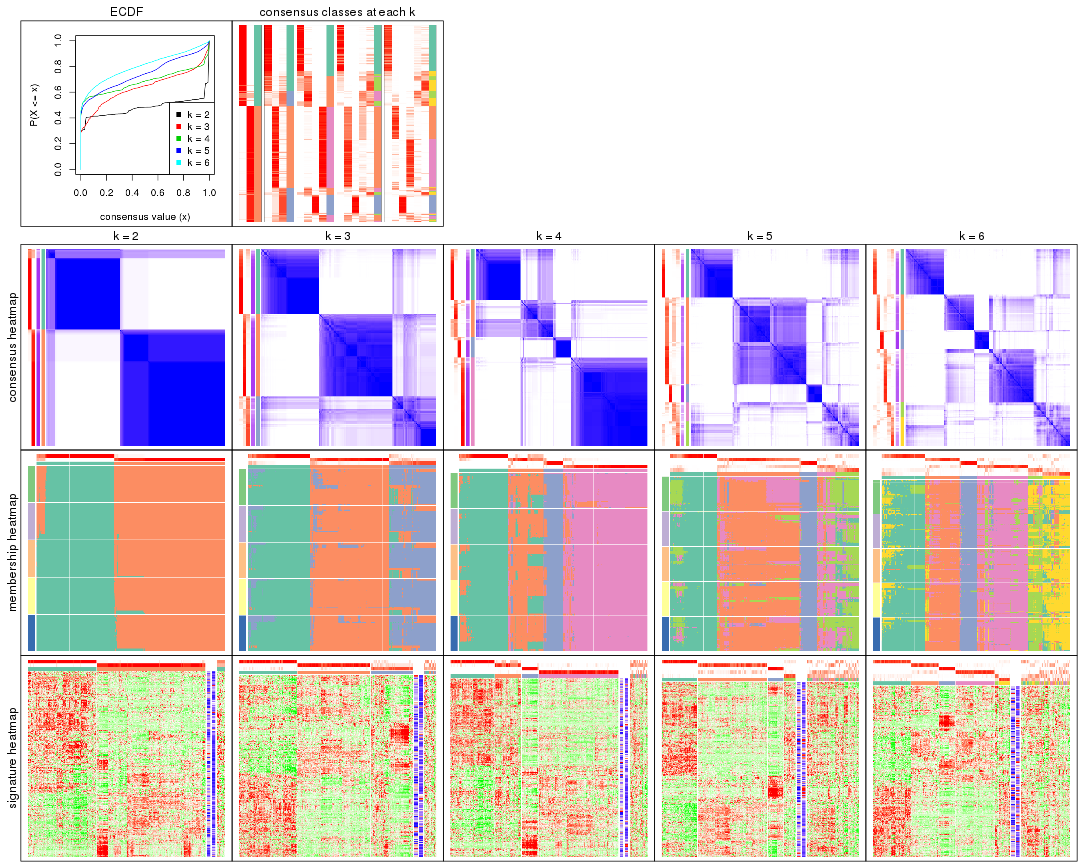 ECDF
consensus classes at each k
P(X <= x)
0.0 0.2 0.4 0.6 0.8 1.0
k = 2
k = 3
k = 4
k = 5
k = 6
0.0 0.2 0.4 0.6 0.8 1.0
consensus value (x)
k = 2
k = 3
k = 4
k = 5
k = 6
consensus heatmap
membership heatmap
signature heatmap